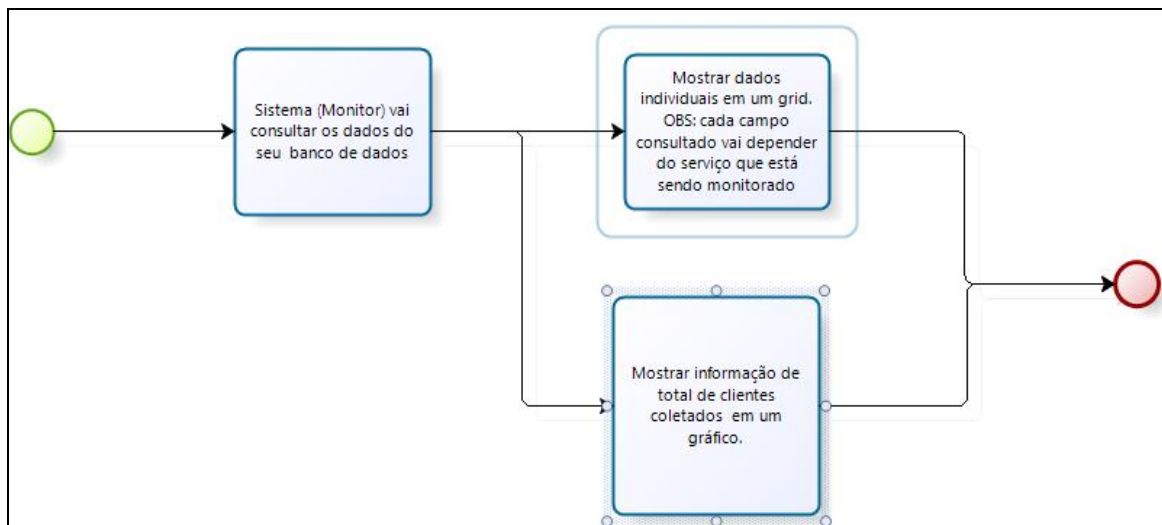 Sistema (Monitor) vai
consultar os dados do
seu banco de dados
Mostrar dados
individuais em um grid.
OBS: cada campo
consultado vai depender
do serviço que está
sendo monitorado
Mostrar informação de
total de clientes
coletados em um
gráfico.